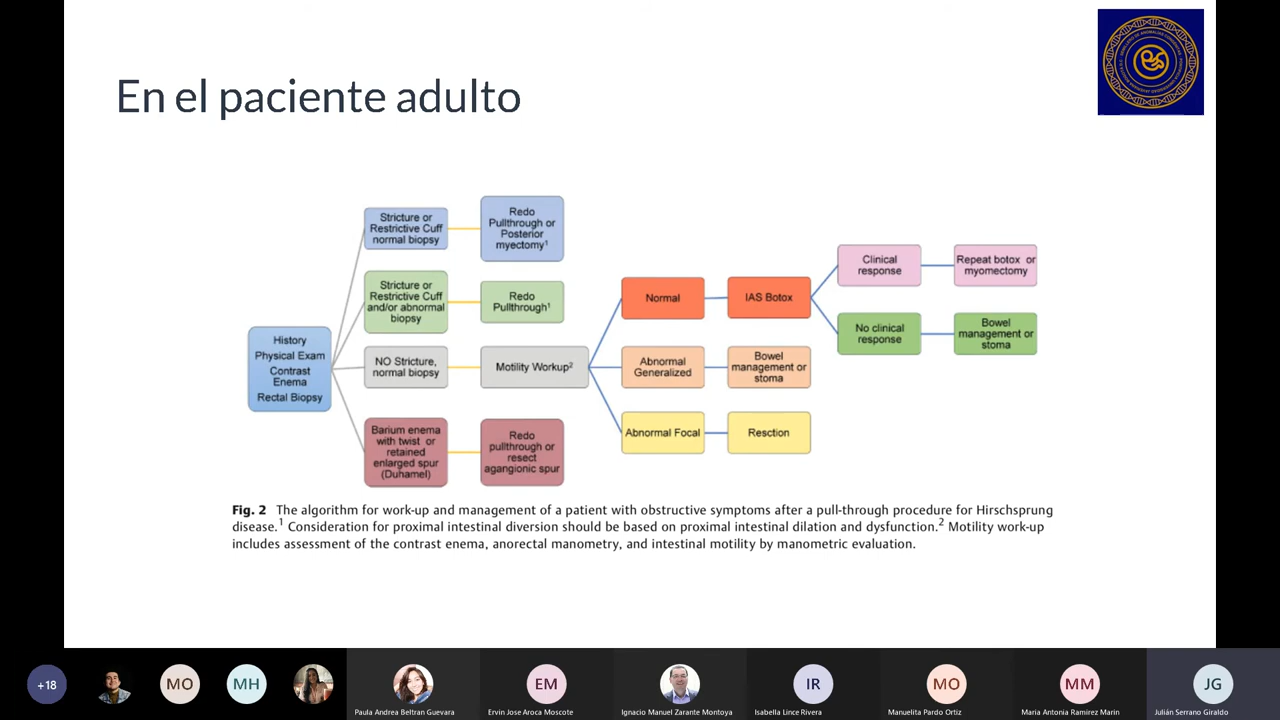 En el paciente adulto
Stricture or
Restrictive Cuff
normal biopsy
Redo
Pullthrough or
Posterior
myectomy¹
Stricture or
Restrictive Cuff
and/or abnormal
biopsy
Redo
Pullthrough¹
History
Physical Exam
Contrast
Enema
Rectal Biopsy
NO Stricture,
normal biopsy
Motility Workup²
Barium enema
with twist or
retained
enlarged spur
(Duhamel)
Redo
pullthrough or
resect
agangionic spur
Normal
IAS Botox
Abnormal
Generalized
Bowel
management or
stoma
Abnormal Focal
Resction
Clinical
response
Repeat botox or
myomectomy
No clinical
response
Bowel
management or
stoma
Fig. 2 The algorithm for work-up and management of a patient with obstructive symptoms after a pull-through procedure for Hirschsprung
disease.¹ Consideration for proximal intestinal diversion should be based on proximal intestinal dilation and dysfunction.² Motility work-up
includes assessment of the contrast enema, anorectal manometry, and intestinal motility by manometric evaluation.
+18
MO
MH
Paula Andrea Beltran Guevara
EM
Ervin Jose Aroca Moscote
Ignacio Manuel Zarante Montoya
IR
Isabella Lince Rivera
MO
Manuelita Pardo Ortiz
MM
Maria Antonia Ramirez Marin
JG
Julián Serrano Giraldo